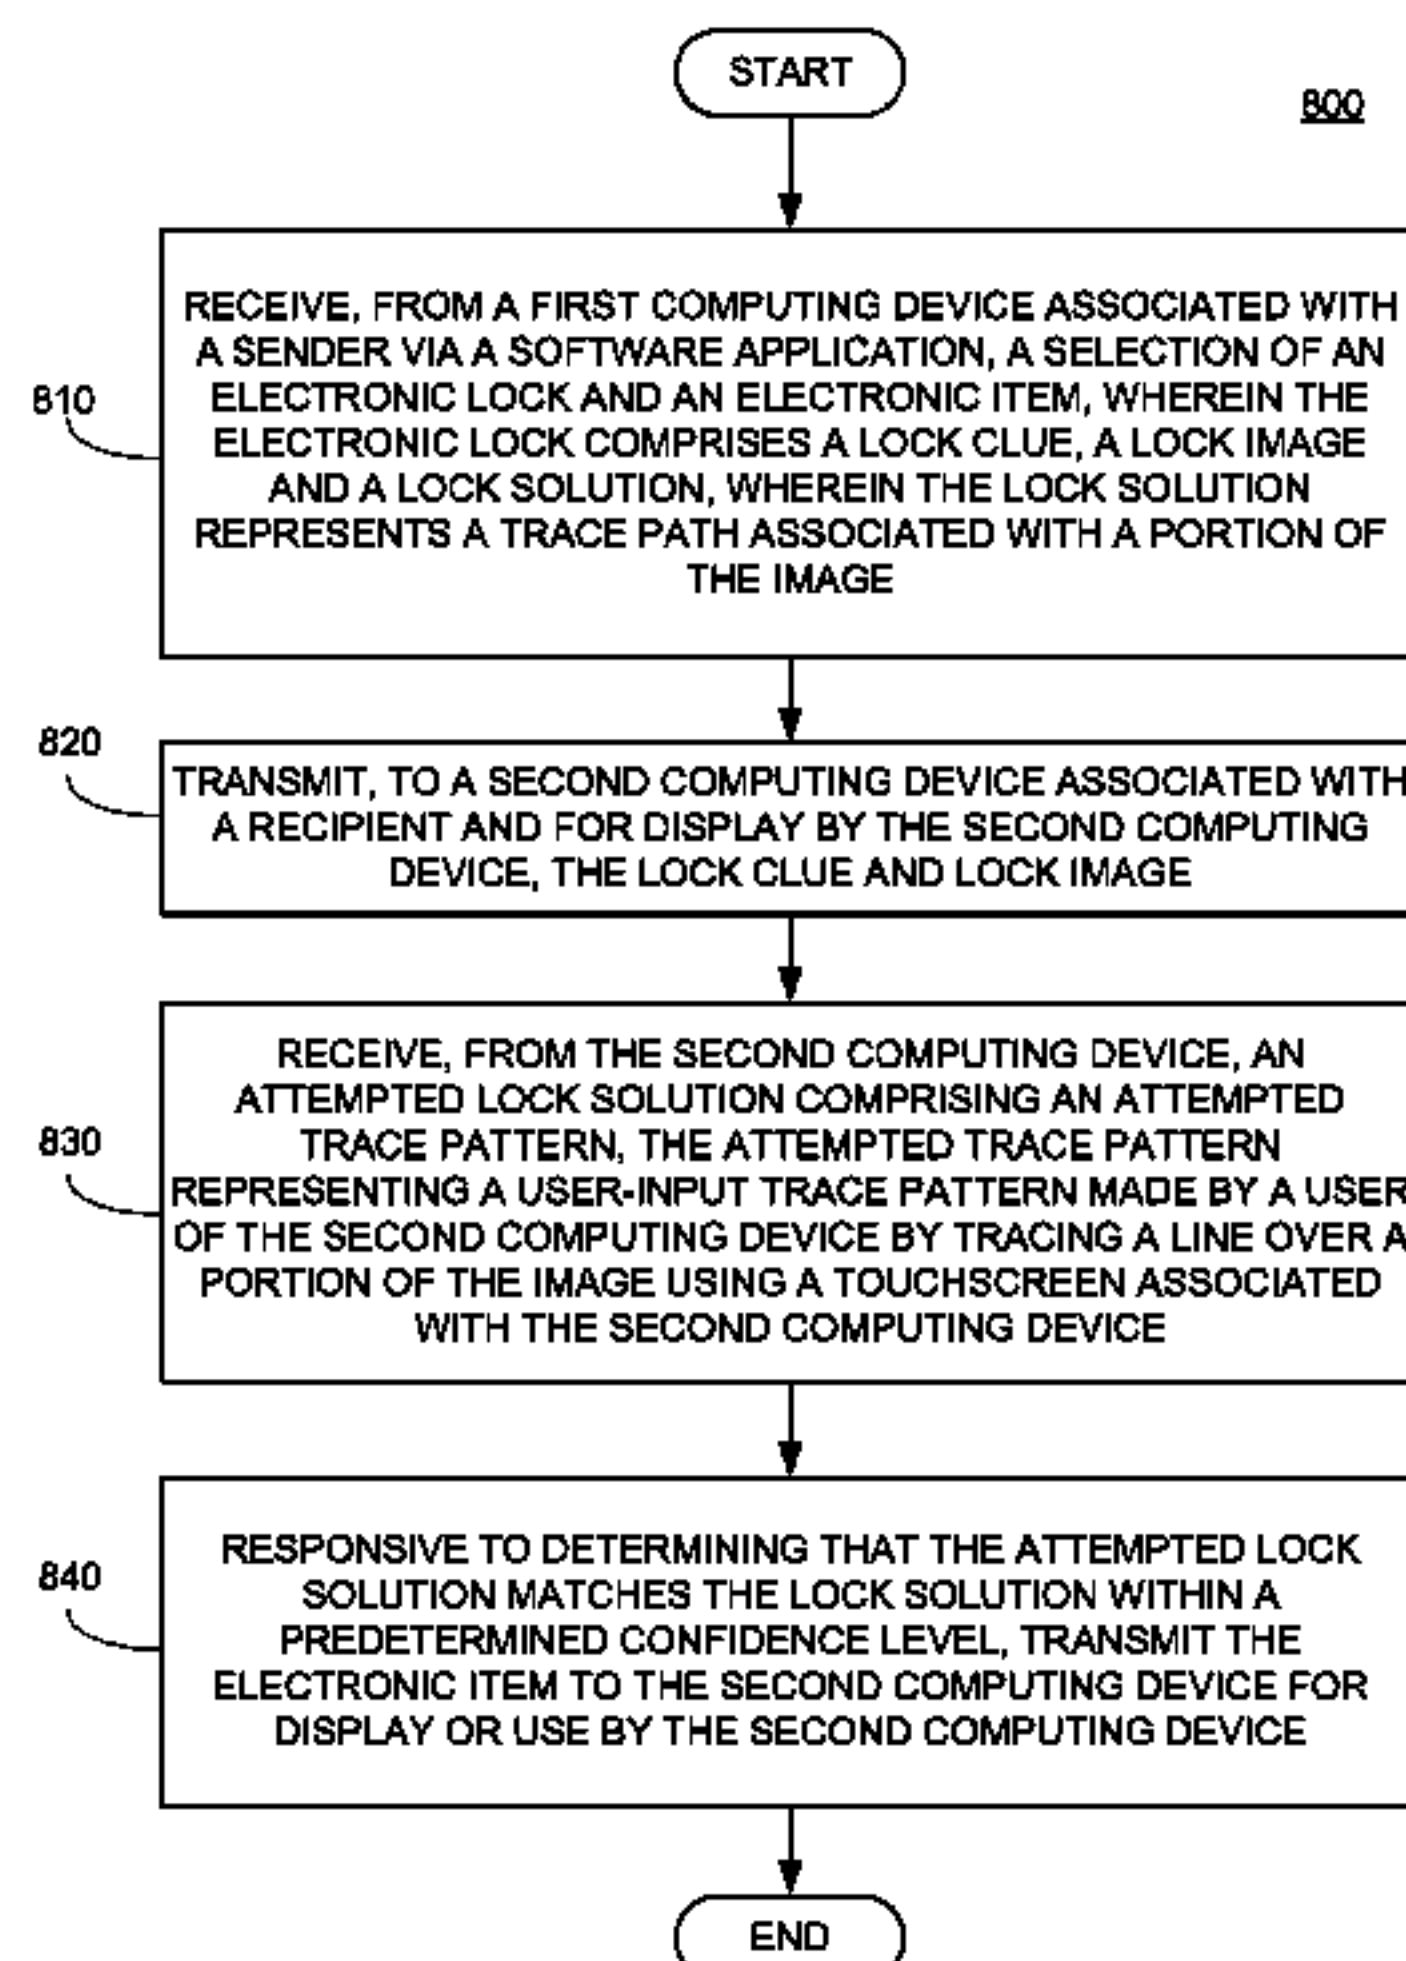 START
800
RECEIVE, FROM A FIRST COMPUTING DEVICE ASSOCIATED WITH
A SENDER VIA A SOFTWARE APPLICATION, A SELECTION OF AN
ELECTRONIC LOCK AND AN ELECTRONIC ITEM, WHEREIN THE
810
ELECTRONIC LOCK COMPRISES A LOCK CLUE, A LOCK IMAGE
AND A LOCK SOLUTION, WHEREIN THE LOCK SOLUTION
REPRESENTS A TRACE PATH ASSOCIATED WITH A PORTION OF
THE IMAGE
820
TRANSMIT, TO A SECOND COMPUTING DEVICE ASSOCIATED WITH
A RECIPIENT AND FOR DISPLAY BY THE SECOND COMPUTING
DEVICE, THE LOCK CLUE AND LOCK IMAGE
RECEIVE, FROM THE SECOND COMPUTING DEVICE, AN
ATTEMPTED LOCK SOLUTION COMPRISING AN ATTEMPTED
830
TRACE PATTERN, THE ATTEMPTED TRACE PATTERN
REPRESENTING A USER-INPUT TRACE PATTERN MADE BY A USER
OF THE SECOND COMPUTING DEVICE BY TRACING A LINE OVER A
PORTION OF THE IMAGE USING A TOUCHSCREEN ASSOCIATED
WITH THE SECOND COMPUTING DEVICE
RESPONSIVE TO DETERMINING THAT THE ATTEMPTED LOCK
840
SOLUTION MATCHES THE LOCK SOLUTION WITHIN A
PREDETERMINED CONFIDENCE LEVEL, TRANSMIT THE
ELECTRONIC ITEM TO THE SECOND COMPUTING DEVICE FOR
DISPLAY OR USE BY THE SECOND COMPUTING DEVICE
END